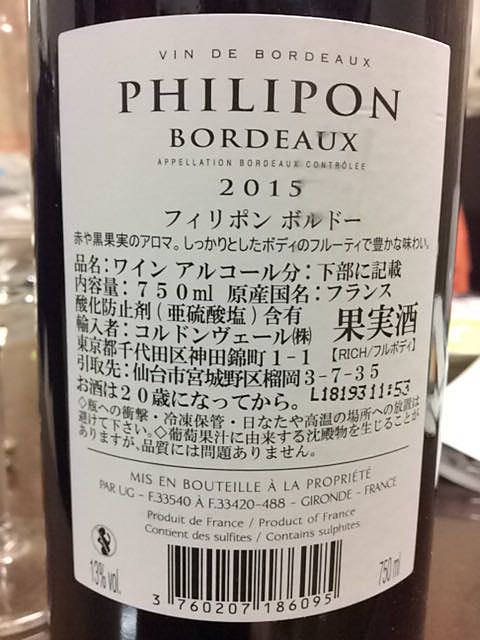 VIN DE BORDEAUX
PHILIPON
BORDEAUX
APPELLATION BORDEAUX CONTRÔLÉE
2015
フィリポン ボルドー
赤や黒果実のアロマ。しっかりとしたボディのフルーティで豊かな味わい。
品名:ワイン アルコール分:下部に記載
内容量:750ml 原産国名:フランス
酸化防止剤(亜硫酸塩)含有 果実酒
輸入者:コルドンヴェール㈱ 【RICH/フルボディ】
東京都千代田区神田錦町1-1
引取先:仙台市宮城野区榴岡3-7-35
お酒は20歳になってから。 L18193 11:53
◇瓶への衝撃・冷凍保管・日なたや高温の場所への放置は
避けて下さい。◇葡萄果汁に由来する沈殿物を生じることが
ありますが、品質には問題ありません。
MIS EN BOUTEILLE À LA PROPRIÉTÉ
PAR UG - F.33540 À F.33420-488 - GIRONDE - FRANCE
Produit de France / Product of France
Contient des sulfites / Contains sulphites
13% vol.
750 ml
3 760207 186095